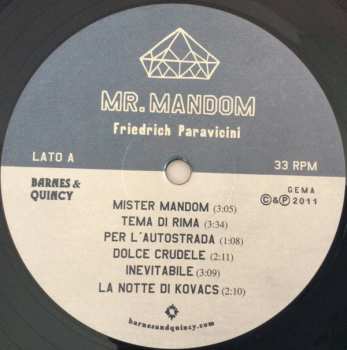 MR. MANDOM
Friedrich Paravicini
LATO A
33 RPM
BARNES &
QUINCY
GEMA
©&℗ 2011
MISTER MANDOM (3:05)
TEMA DI RIMA (3:34)
PER L'AUTOSTRADA (1:08)
DOLCE CRUDELE (2:11)
INEVITABILE (3:09)
LA NOTTE DI KOVACS (2:10)
barnesandquincy.com